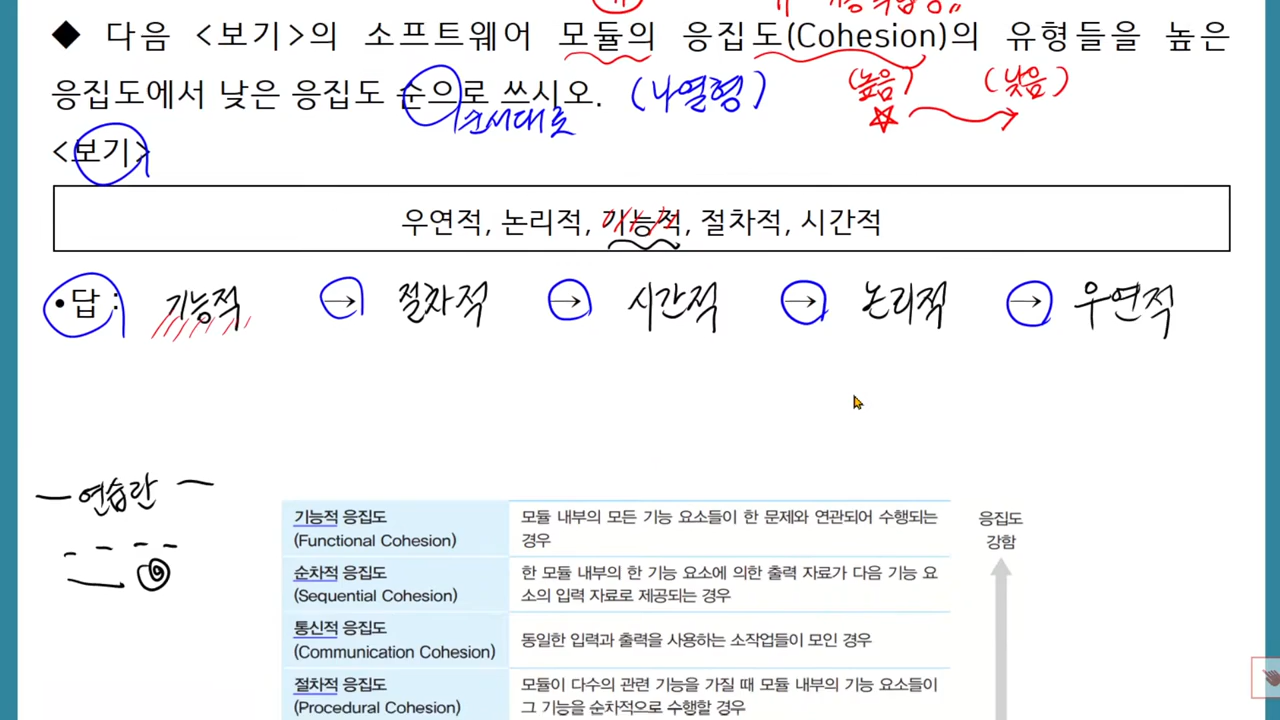 ◆ 다음 <보기>의 소프트웨어 모듈의 응집도(Cohesion)의 유형들을 높은
응집도에서 낮은 응집도 순으로 쓰시오. (나열형) (높음) (낮음)
순서대로
<보기>
우연적, 논리적, 기능적, 절차적, 시간적
•답 : 기능적 → 절차적 → 시간적 → 논리적 → 우연적
- 연습란 -
기능적 응집도 모듈 내부의 모든 기능 요소들이 한 문제와 연관되어 수행되는 응집도
(Functional Cohesion) 경우 강함
순차적 응집도 한 모듈 내부의 한 기능 요소에 의한 출력 자료가 다음 기능 요
(Sequential Cohesion) 소의 입력 자료로 제공되는 경우
통신적 응집도 동일한 입력과 출력을 사용하는 소작업들이 모인 경우
(Communication Cohesion)
절차적 응집도 모듈이 다수의 관련 기능을 가질 때 모듈 내부의 기능 요소들이
(Procedural Cohesion) 그 기능을 순차적으로 수행할 경우